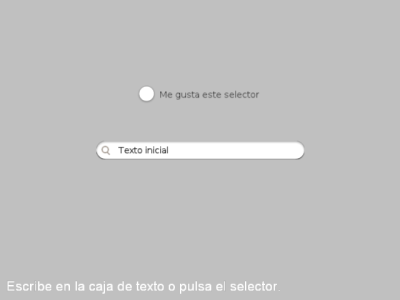 Me gusta este selector
Texto inicial
Escribe en la caja de texto o pulsa el selector.